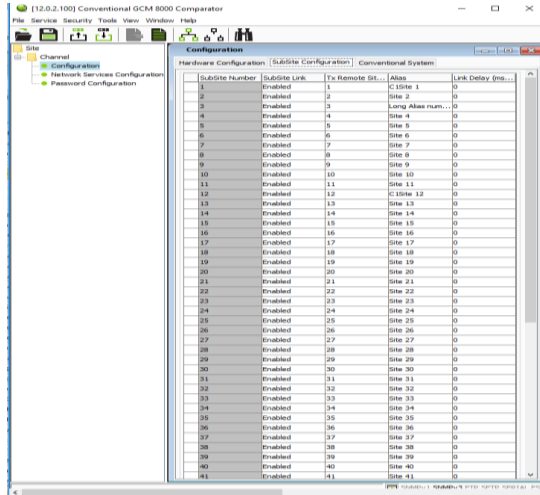 [12.0.2.100] Conventional GCM 8000 Comparator
File Service Security Tools View Window Help
Site
Channel
Configuration
Network Services Configuration
Password Configuration
Configuration
Hardware Configuration SubSite Configuration Conventional System
SubSite Number SubSite Link Tx Remote Sit... Alias Link Delay (ms...
1 Enabled 1 C1Site 1 0
2 Enabled 2 Site 2 0
3 Enabled 3 Long Alias num... 0
4 Enabled 4 Site 4 0
5 Enabled 5 Site 5 0
6 Enabled 6 Site 6 0
7 Enabled 7 Site 7 0
8 Enabled 8 Site 8 0
9 Enabled 9 Site 9 0
10 Enabled 10 Site 10 0
11 Enabled 11 Site 11 0
12 Enabled 12 C1Site 12 0
13 Enabled 13 Site 13 0
14 Enabled 14 Site 14 0
15 Enabled 15 Site 15 0
16 Enabled 16 Site 16 0
17 Enabled 17 Site 17 0
18 Enabled 18 Site 18 0
19 Enabled 19 Site 19 0
20 Enabled 20 Site 20 0
21 Enabled 21 Site 21 0
22 Enabled 22 Site 22 0
23 Enabled 23 Site 23 0
24 Enabled 24 Site 24 0
25 Enabled 25 Site 25 0
26 Enabled 26 Site 26 0
27 Enabled 27 Site 27 0
28 Enabled 28 Site 28 0
29 Enabled 29 Site 29 0
30 Enabled 30 Site 30 0
31 Enabled 31 Site 31 0
32 Enabled 32 Site 32 0
33 Enabled 33 Site 33 0
34 Enabled 34 Site 34 0
35 Enabled 35 Site 35 0
36 Enabled 36 Site 36 0
37 Enabled 37 Site 37 0
38 Enabled 38 Site 38 0
39 Enabled 39 Site 39 0
40 Enabled 40 Site 40 0
41 Enabled 41 Site 41 0